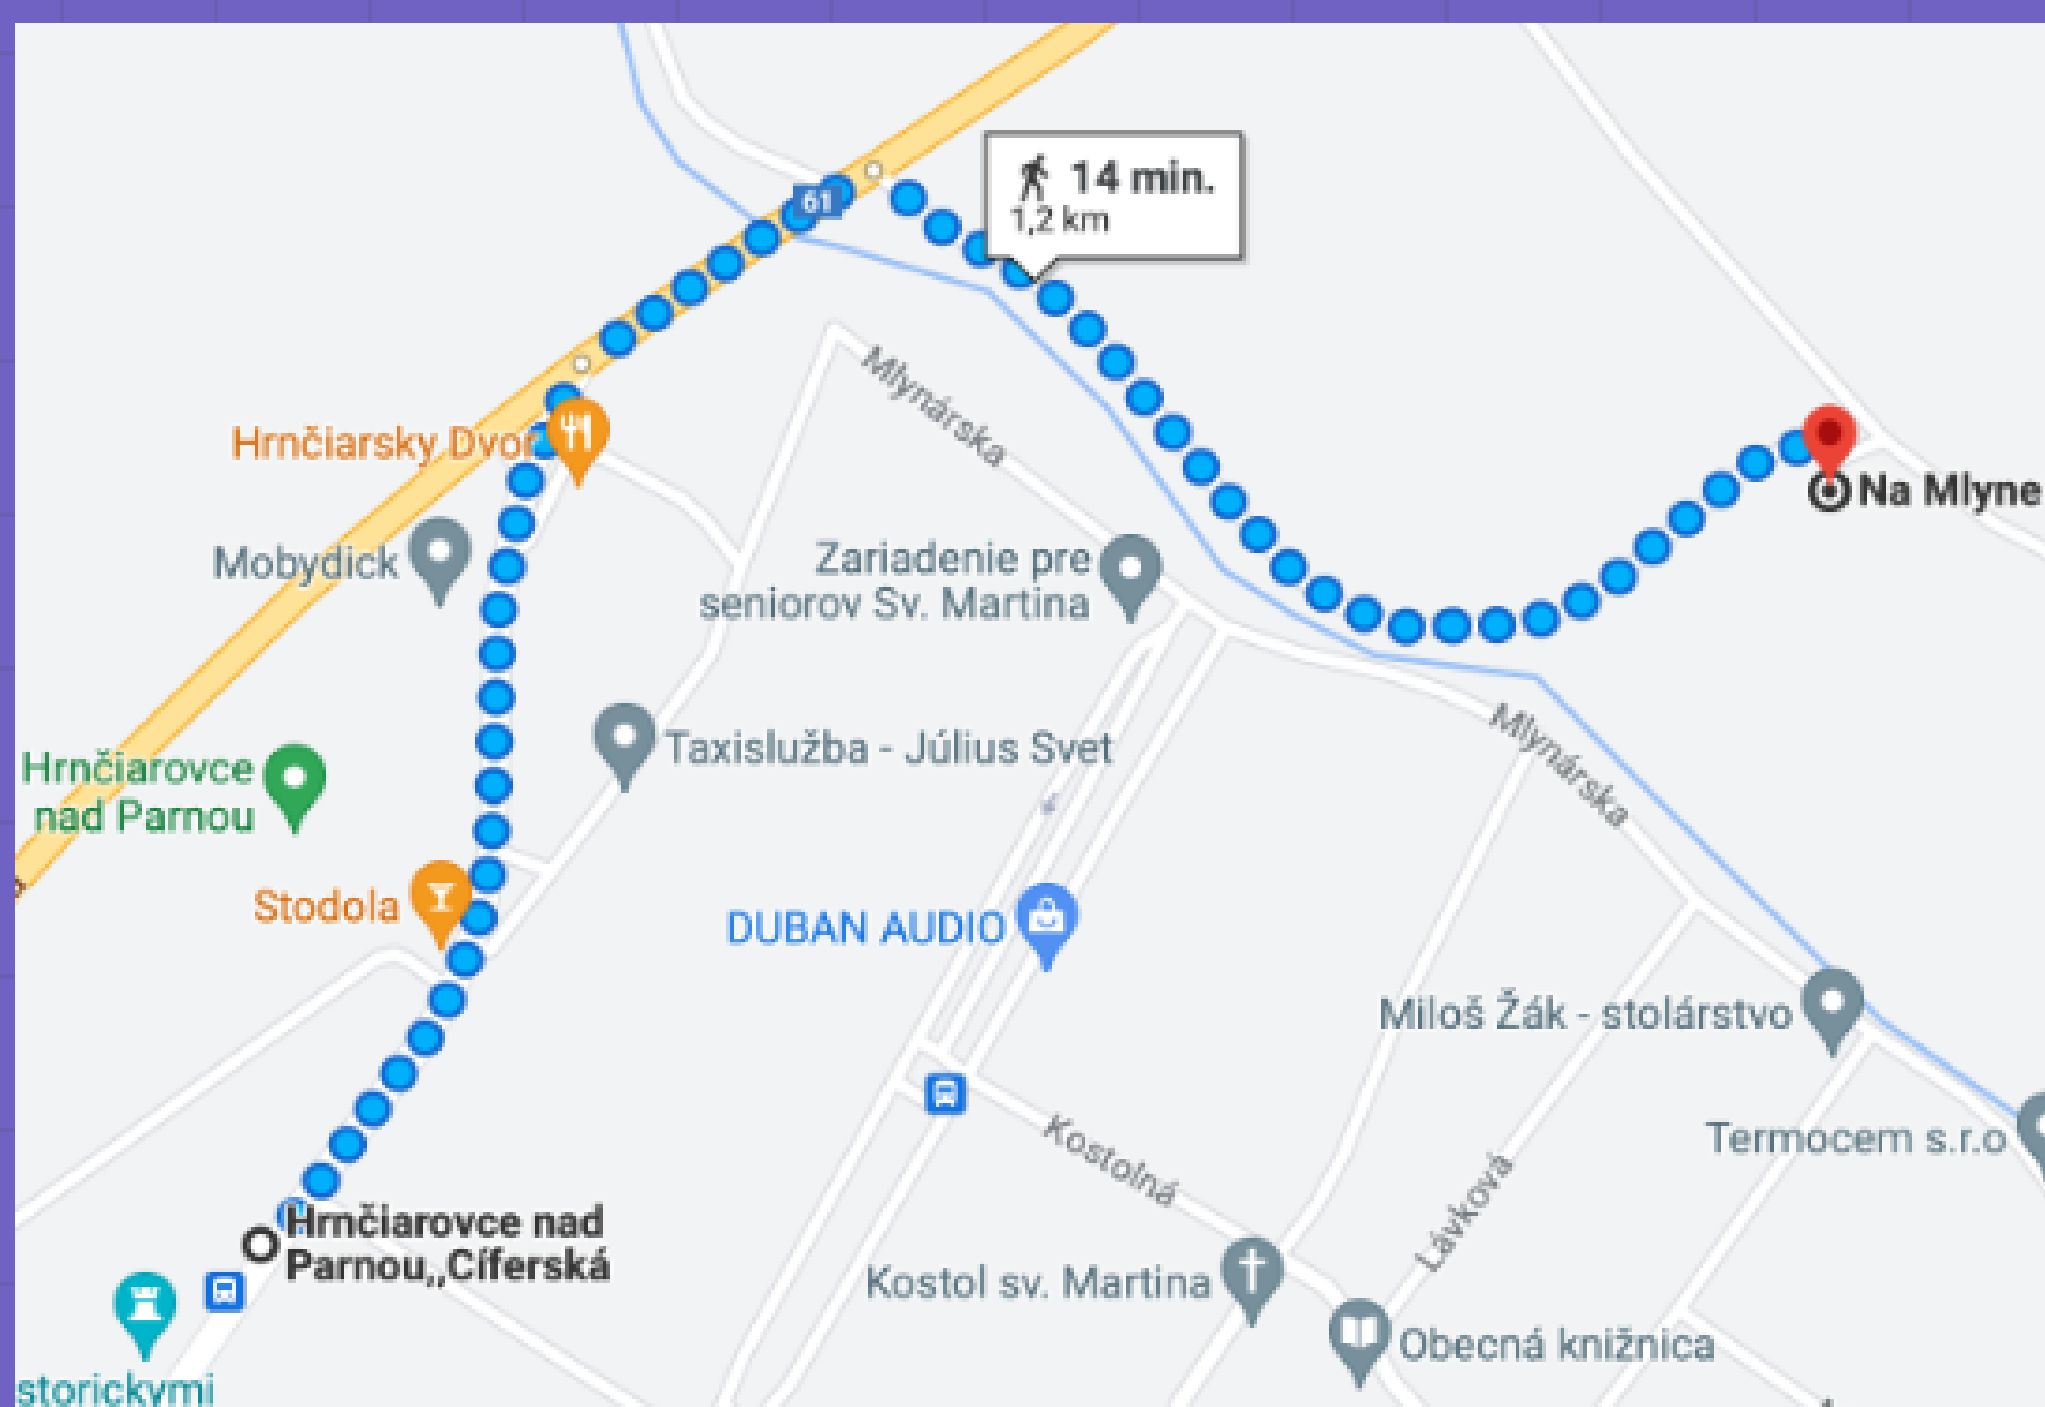 14 min.
1,2 km
61
Mlynárska
Hrnčiarsky Dvor
Na Mlyne
Mobydick
Zariadenie pre
seniorov Sv. Martina
Mlynárska
Taxislužba - Július Svet
Hrnčiarovce
nad Parnou
Stodola
DUBAN AUDIO
Miloš Žák - stolárstvo
Kostolná
Termocem s.r.o
Lávková
Hrnčiarovce nad
Parnou,,Cíferská
Kostol sv. Martina
Obecná knižnica
storickymi